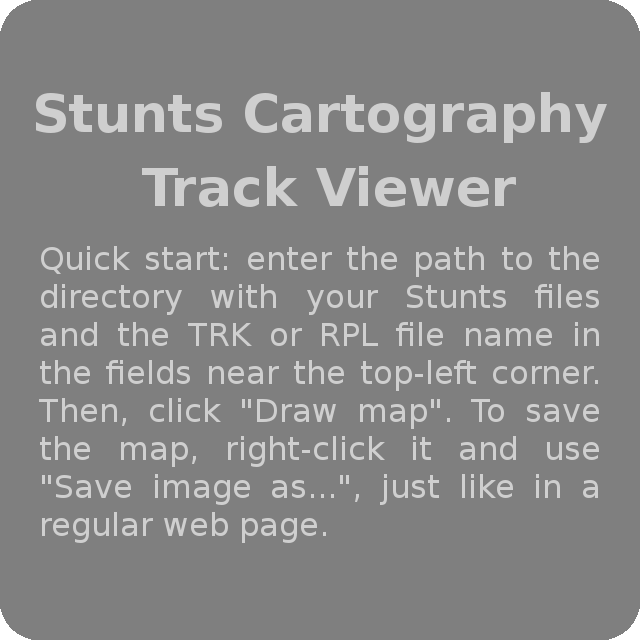 Stunts Cartography
Track Viewer
Quick start: enter the path to the
directory with your Stunts files
and the TRK or RPL file name in
the fields near the top-left corner.
Then, click "Draw map". To save
the map, right-click it and use
"Save image as...", just like in a
regular web page.